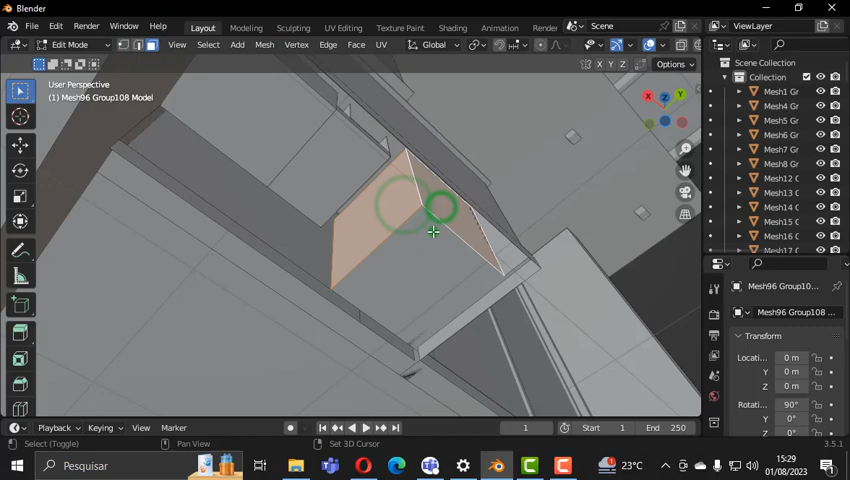 Blender
File Edit Render Window Help Layout Modeling Sculpting UV Editing Texture Paint Shading Animation Render Scene ViewLayer
Edit Mode View Select Add Mesh Vertex Edge Face UV Global
X Y Z Options
User Perspective
(1) Mesh96 Group108 Model
X Z Y
Scene Collection
Collection
Mesh1 Gr
Mesh4 Gr
Mesh5 Gr
Mesh6 Gr
Mesh7 Gr
Mesh8 Gr
Mesh12 G
Mesh13 G
Mesh14 G
Mesh15 G
Mesh16 G
Mesh17 G
Mesh96 Group10...
Mesh96 Group108 ...
Transform
Locati... 0 m
Y 0 m
Z 0 m
Rotati... 90°
Y 0°
Playback Keying View Marker 1 Start 1 End 250
Select (Toggle) Pan View Set 3D Cursor 3.5.1
Pesquisar 23°C 15:29
01/08/2023